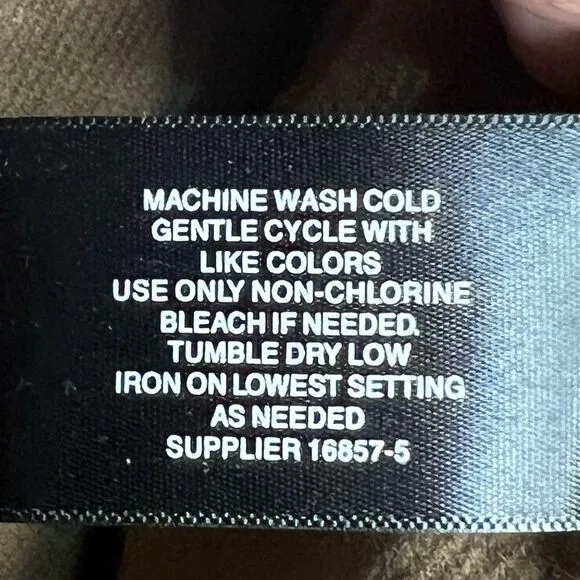 MACHINE WASH COLD
GENTLE CYCLE WITH
LIKE COLORS
USE ONLY NON-CHLORINE
BLEACH IF NEEDED.
TUMBLE DRY LOW
IRON ON LOWEST SETTING
AS NEEDED
SUPPLIER 16857-5